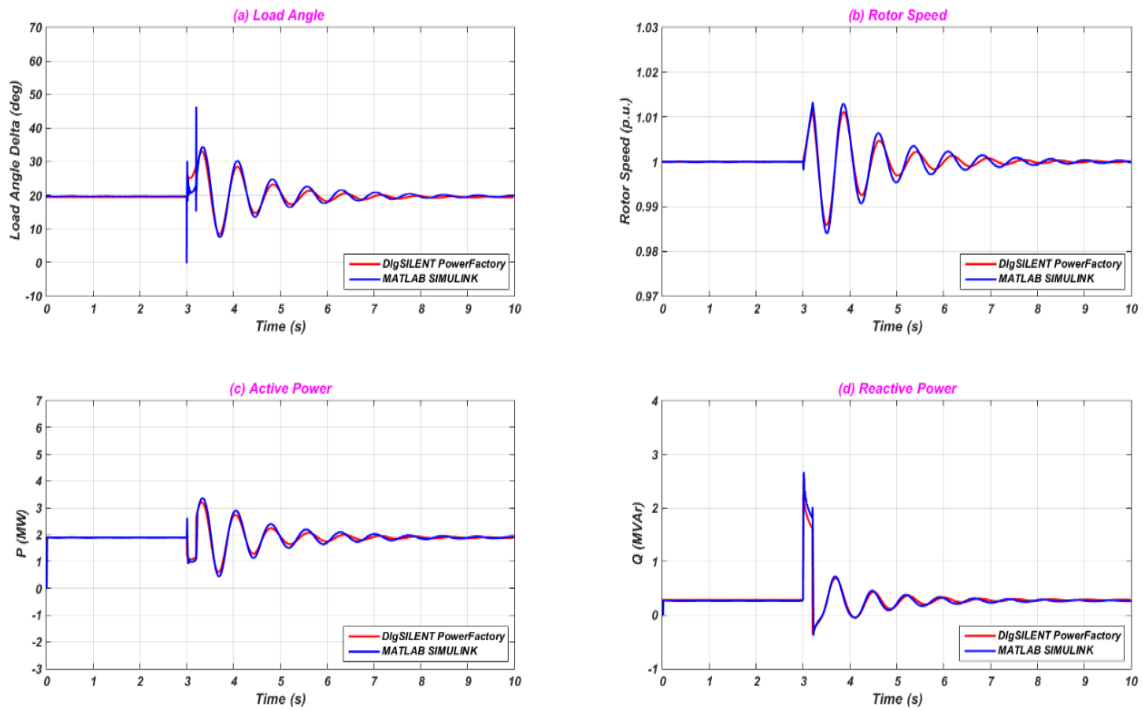 (a) Load Angle
70
60
50
40
30
20
10
0
-10
Load Angle Delta (deg)
DIgSILENT PowerFactory
MATLAB SIMULINK
0 1 2 3 4 5 6 7 8 9 10
Time (s)
(b) Rotor Speed
1.03
1.02
1.01
1
0.99
0.98
0.97
Rotor Speed (p.u.)
DIgSILENT PowerFactory
MATLAB SIMULINK
0 1 2 3 4 5 6 7 8 9 10
Time (s)
(c) Active Power
7
6
5
4
3
2
1
0
-1
-2
-3
P (MW)
DIgSILENT PowerFactory
MATLAB SIMULINK
0 1 2 3 4 5 6 7 8 9 10
Time (s)
(d) Reactive Power
4
3
2
1
0
-1
Q (MVAr)
DIgSILENT PowerFactory
MATLAB SIMULINK
0 1 2 3 4 5 6 7 8 9 10
Time (s)